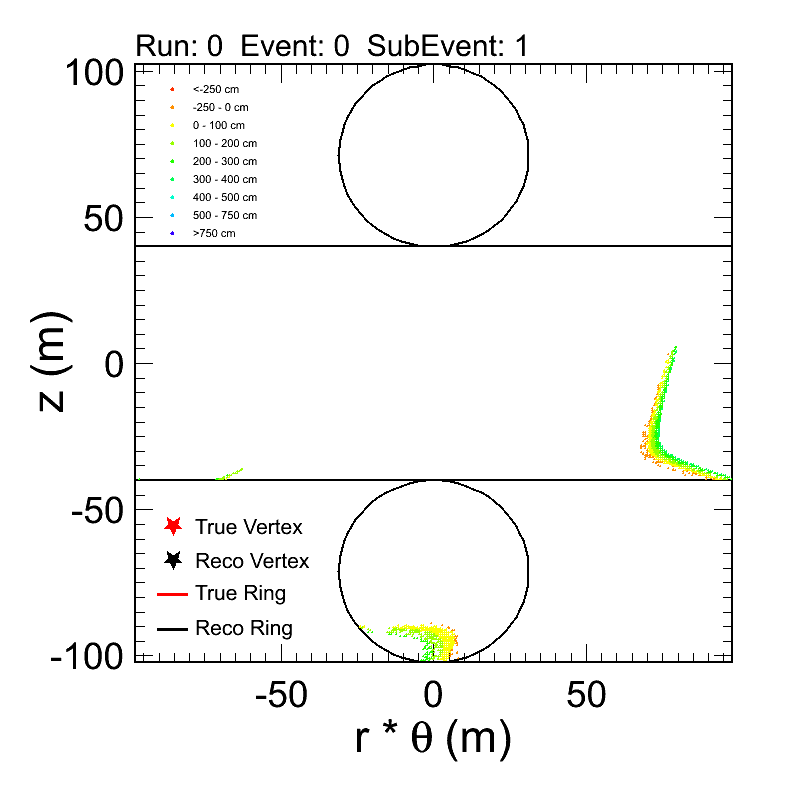 Run: 0 Event: 0 SubEvent: 1
100
<-250 cm
-250 - 0 cm
0 - 100 cm
100 - 200 cm
200 - 300 cm
300 - 400 cm
400 - 500 cm
500 - 750 cm
>750 cm
50
z (m)
0
-50
True Vertex
Reco Vertex
True Ring
Reco Ring
-100
-50 0 50
r * θ (m)